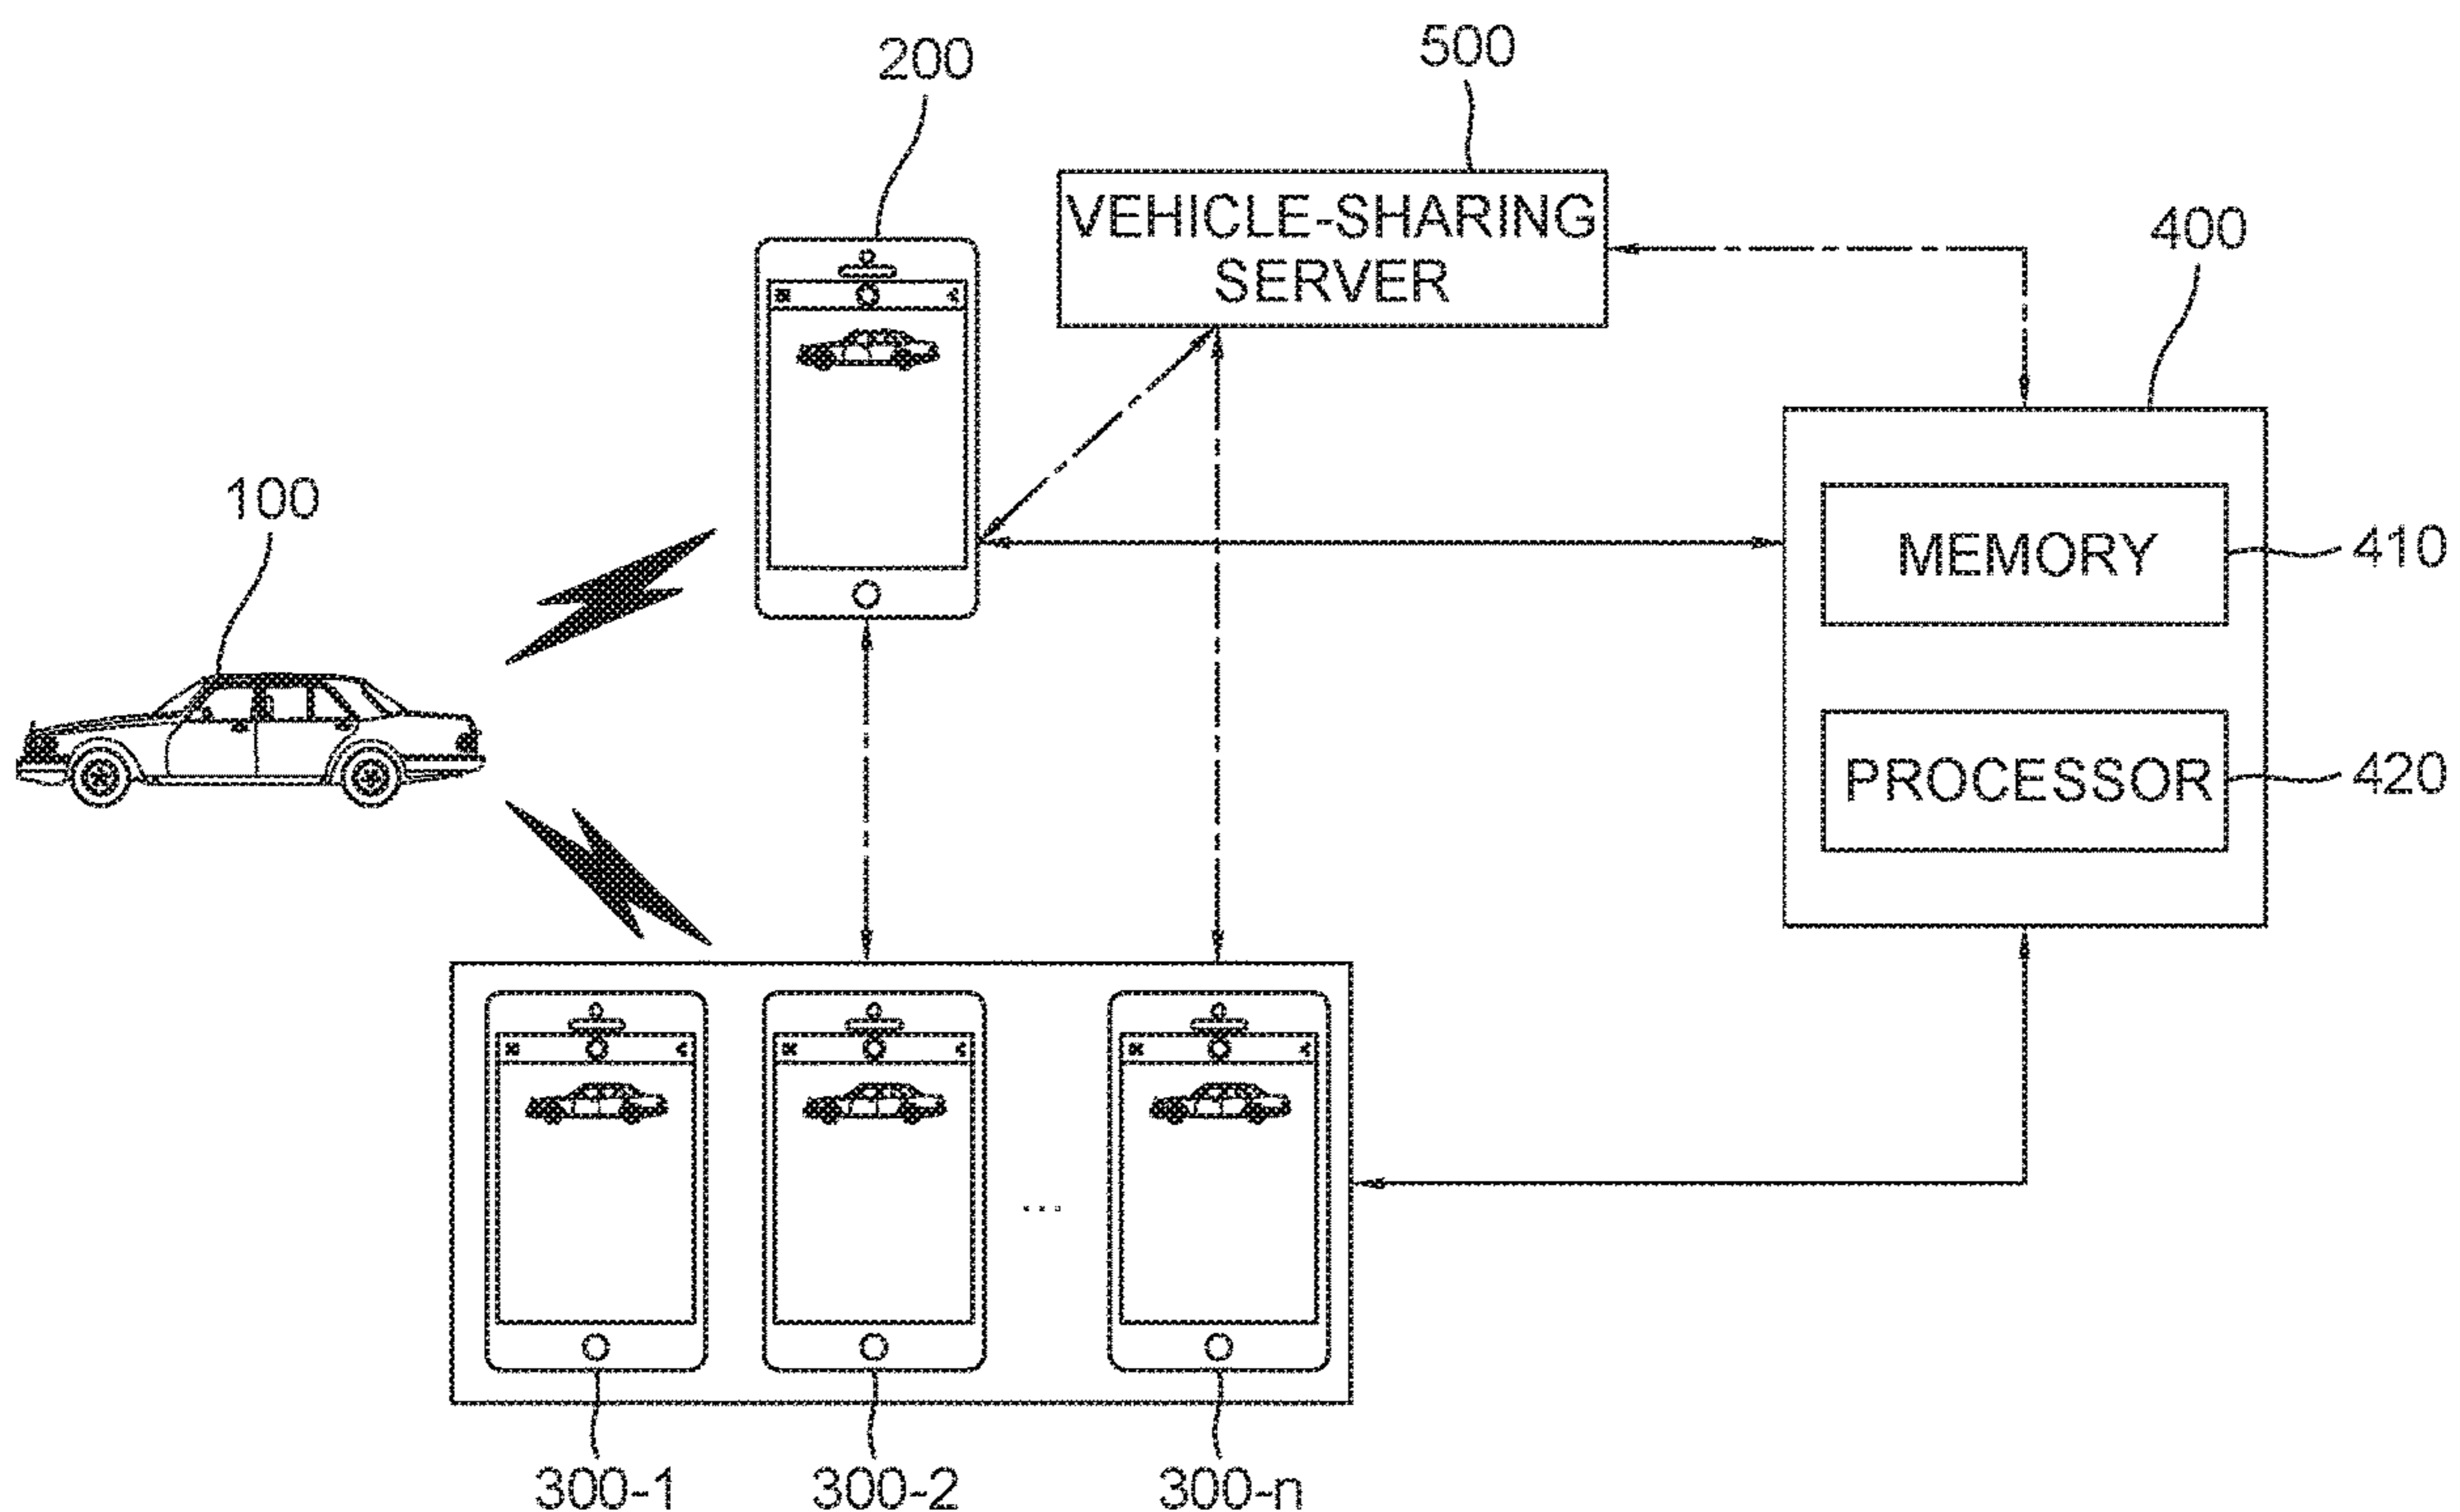 200
500
VEHICLE-SHARING
SERVER
400
100
MEMORY
410
PROCESSOR
420
...
300-1
300-2
300-n